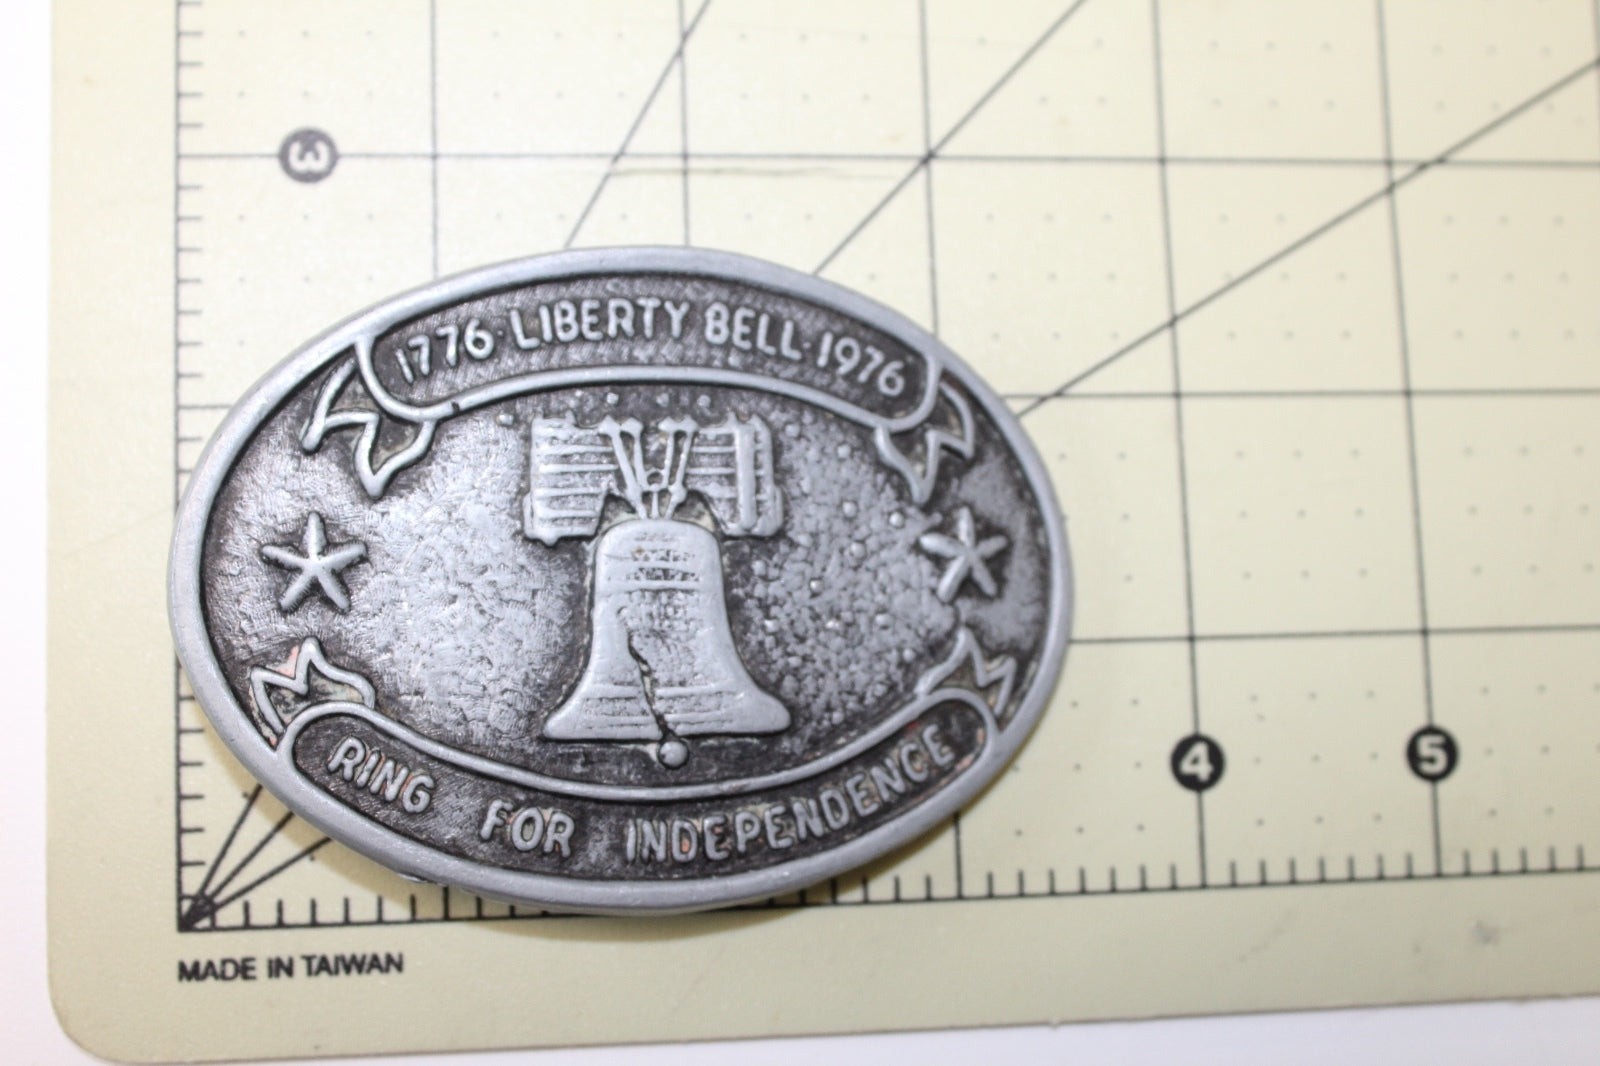 3
1776·LIBERTY BELL·1976
RING FOR INDEPENDENCE
4 5
MADE IN TAIWAN